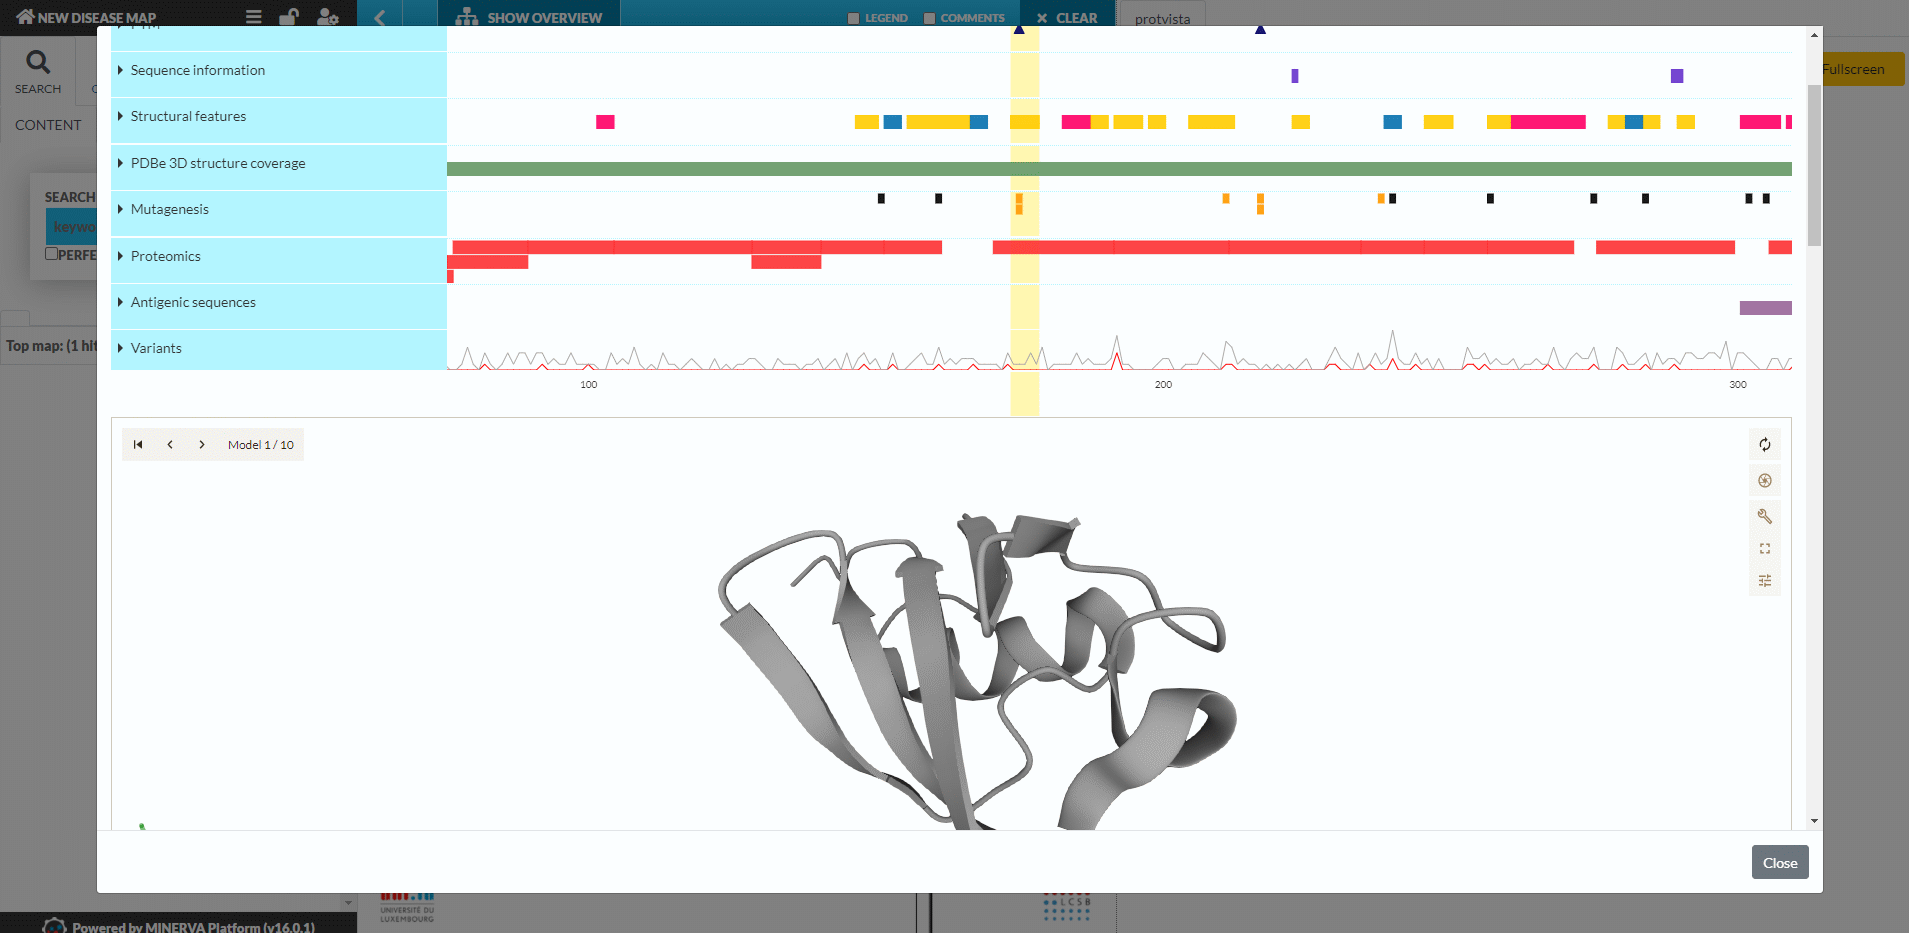 NEW DISEASE MAP
SHOW OVERVIEW
LEGEND
COMMENTS
CLEAR
protvista
SEARCH
CONTENT
Fullscreen
SEARCH
keywo
PERFE
Top map: (1 hit
PTM
Sequence information
Structural features
PDBe 3D structure coverage
Mutagenesis
Proteomics
Antigenic sequences
Variants
100
200
300
Model 1 / 10
Close
UNIVERSITÉ DU
LUXEMBOURG
LCSB
Powered by MINERVA Platform (v16.0.1)